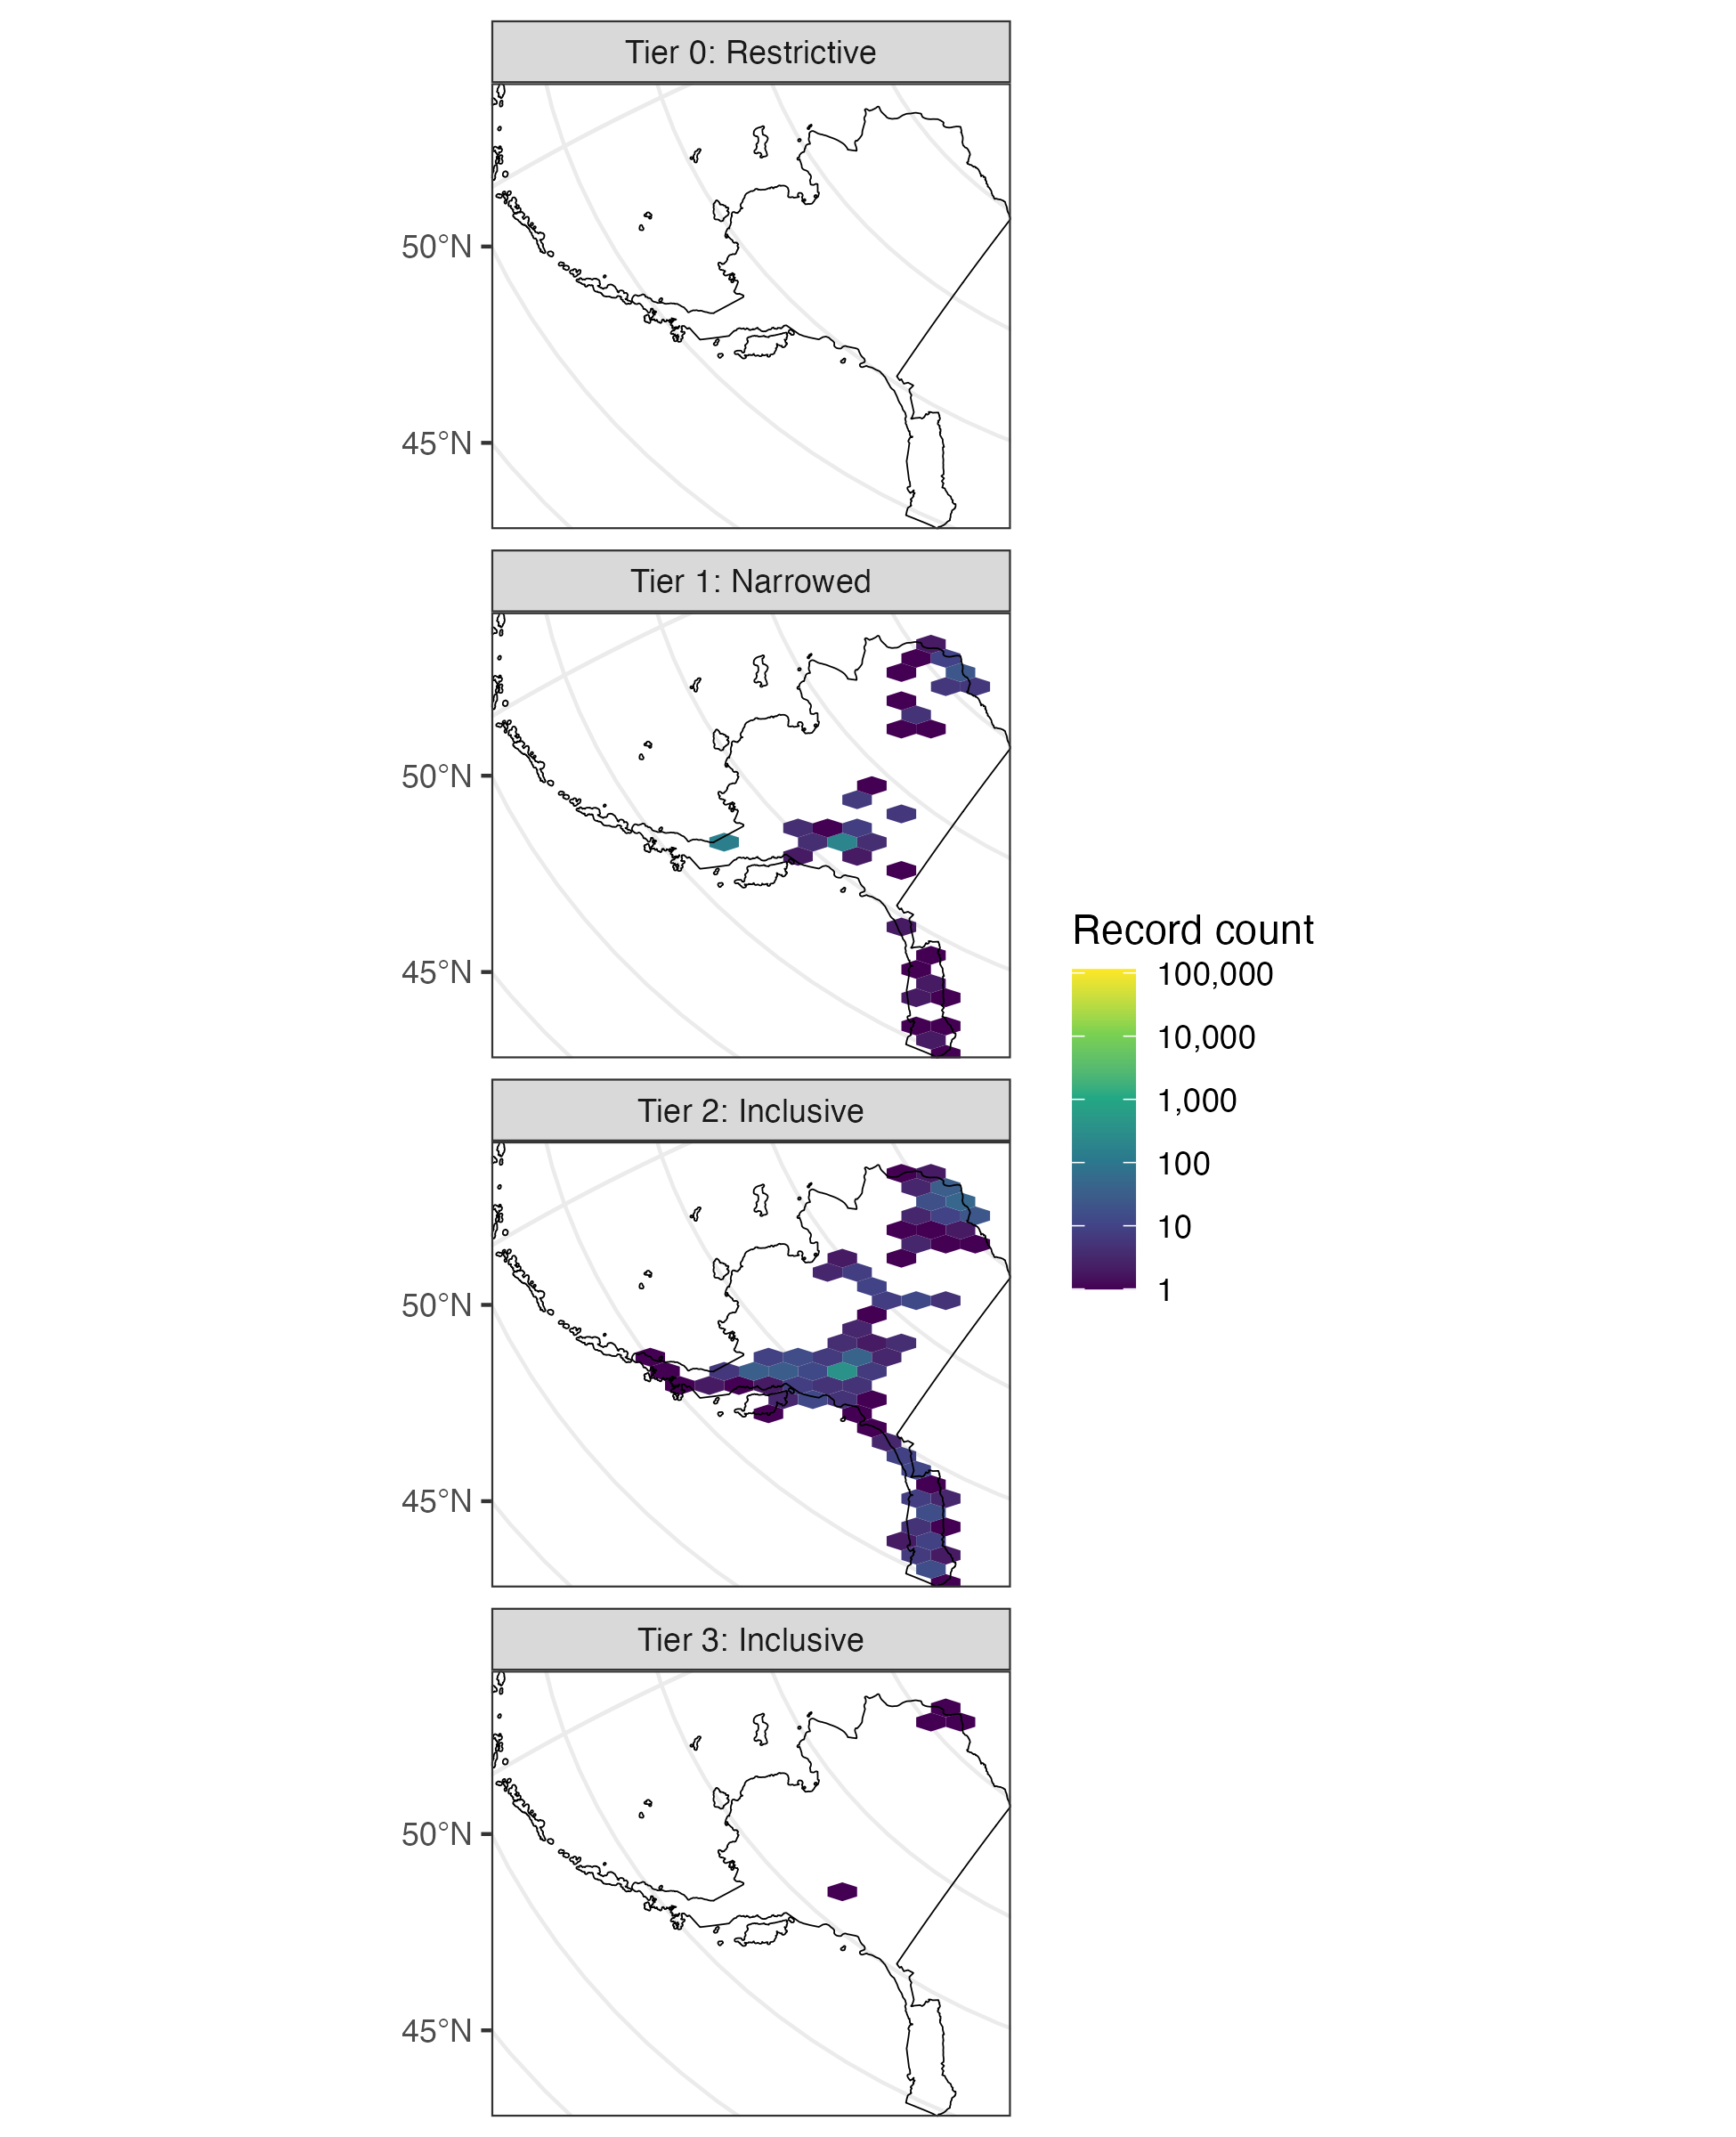 Tier 0: Restrictive
50°N
45°N
Tier 1: Narrowed
50°N
45°N
Record count
100,000
10,000
1,000
100
10
1
Tier 2: Inclusive
50°N
45°N
Tier 3: Inclusive
50°N
45°N